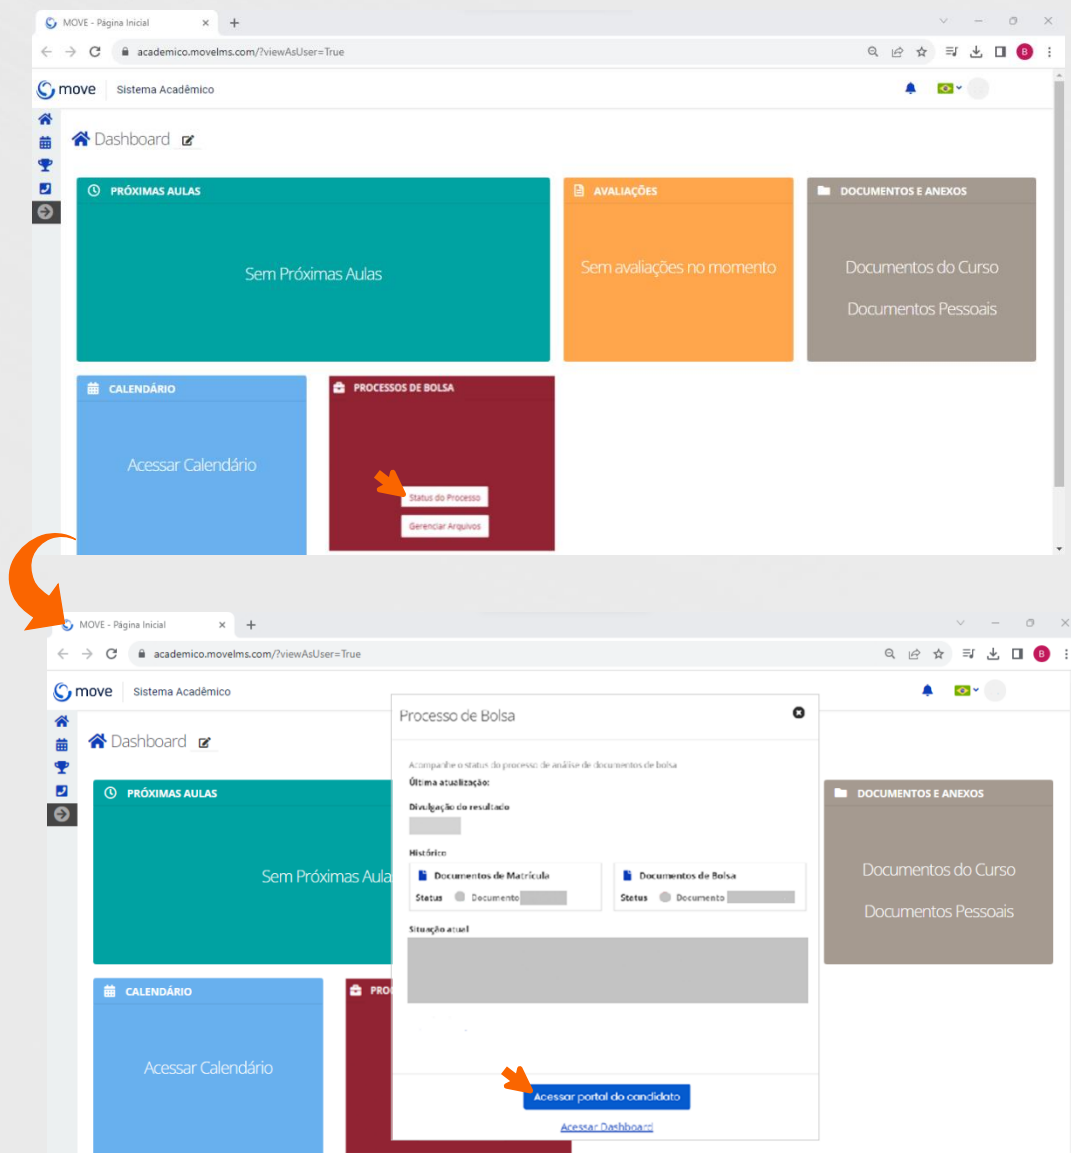 MOVE - Página Inicial
academico.movelms.com/?viewAsUser=True
B
move Sistema Acadêmico
Dashboard
PRÓXIMAS AULAS
Sem Próximas Aulas
AVALIAÇÕES
Sem avaliações no momento
DOCUMENTOS E ANEXOS
Documentos do Curso
Documentos Pessoais
CALENDÁRIO
Acessar Calendário
PROCESSOS DE BOLSA
Status do Processo
Gerenciar Arquivos
MOVE - Página Inicial
academico.movelms.com/?viewAsUser=True
B
move Sistema Acadêmico
Dashboard
PRÓXIMAS AULAS
Sem Próximas Aula
DOCUMENTOS E ANEXOS
Documentos do Curso
Documentos Pessoais
CALENDÁRIO
Acessar Calendário
PRO
Processo de Bolsa
Acompanhe o status do processo de análise de documentos de bolsa
Última atualização:
Divulgação do resultado
Histórico
Documentos de Matrícula
Status Documento
Documentos de Bolsa
Status Documento
Situação atual
Acessar portal do candidato
Acessar Dashboard